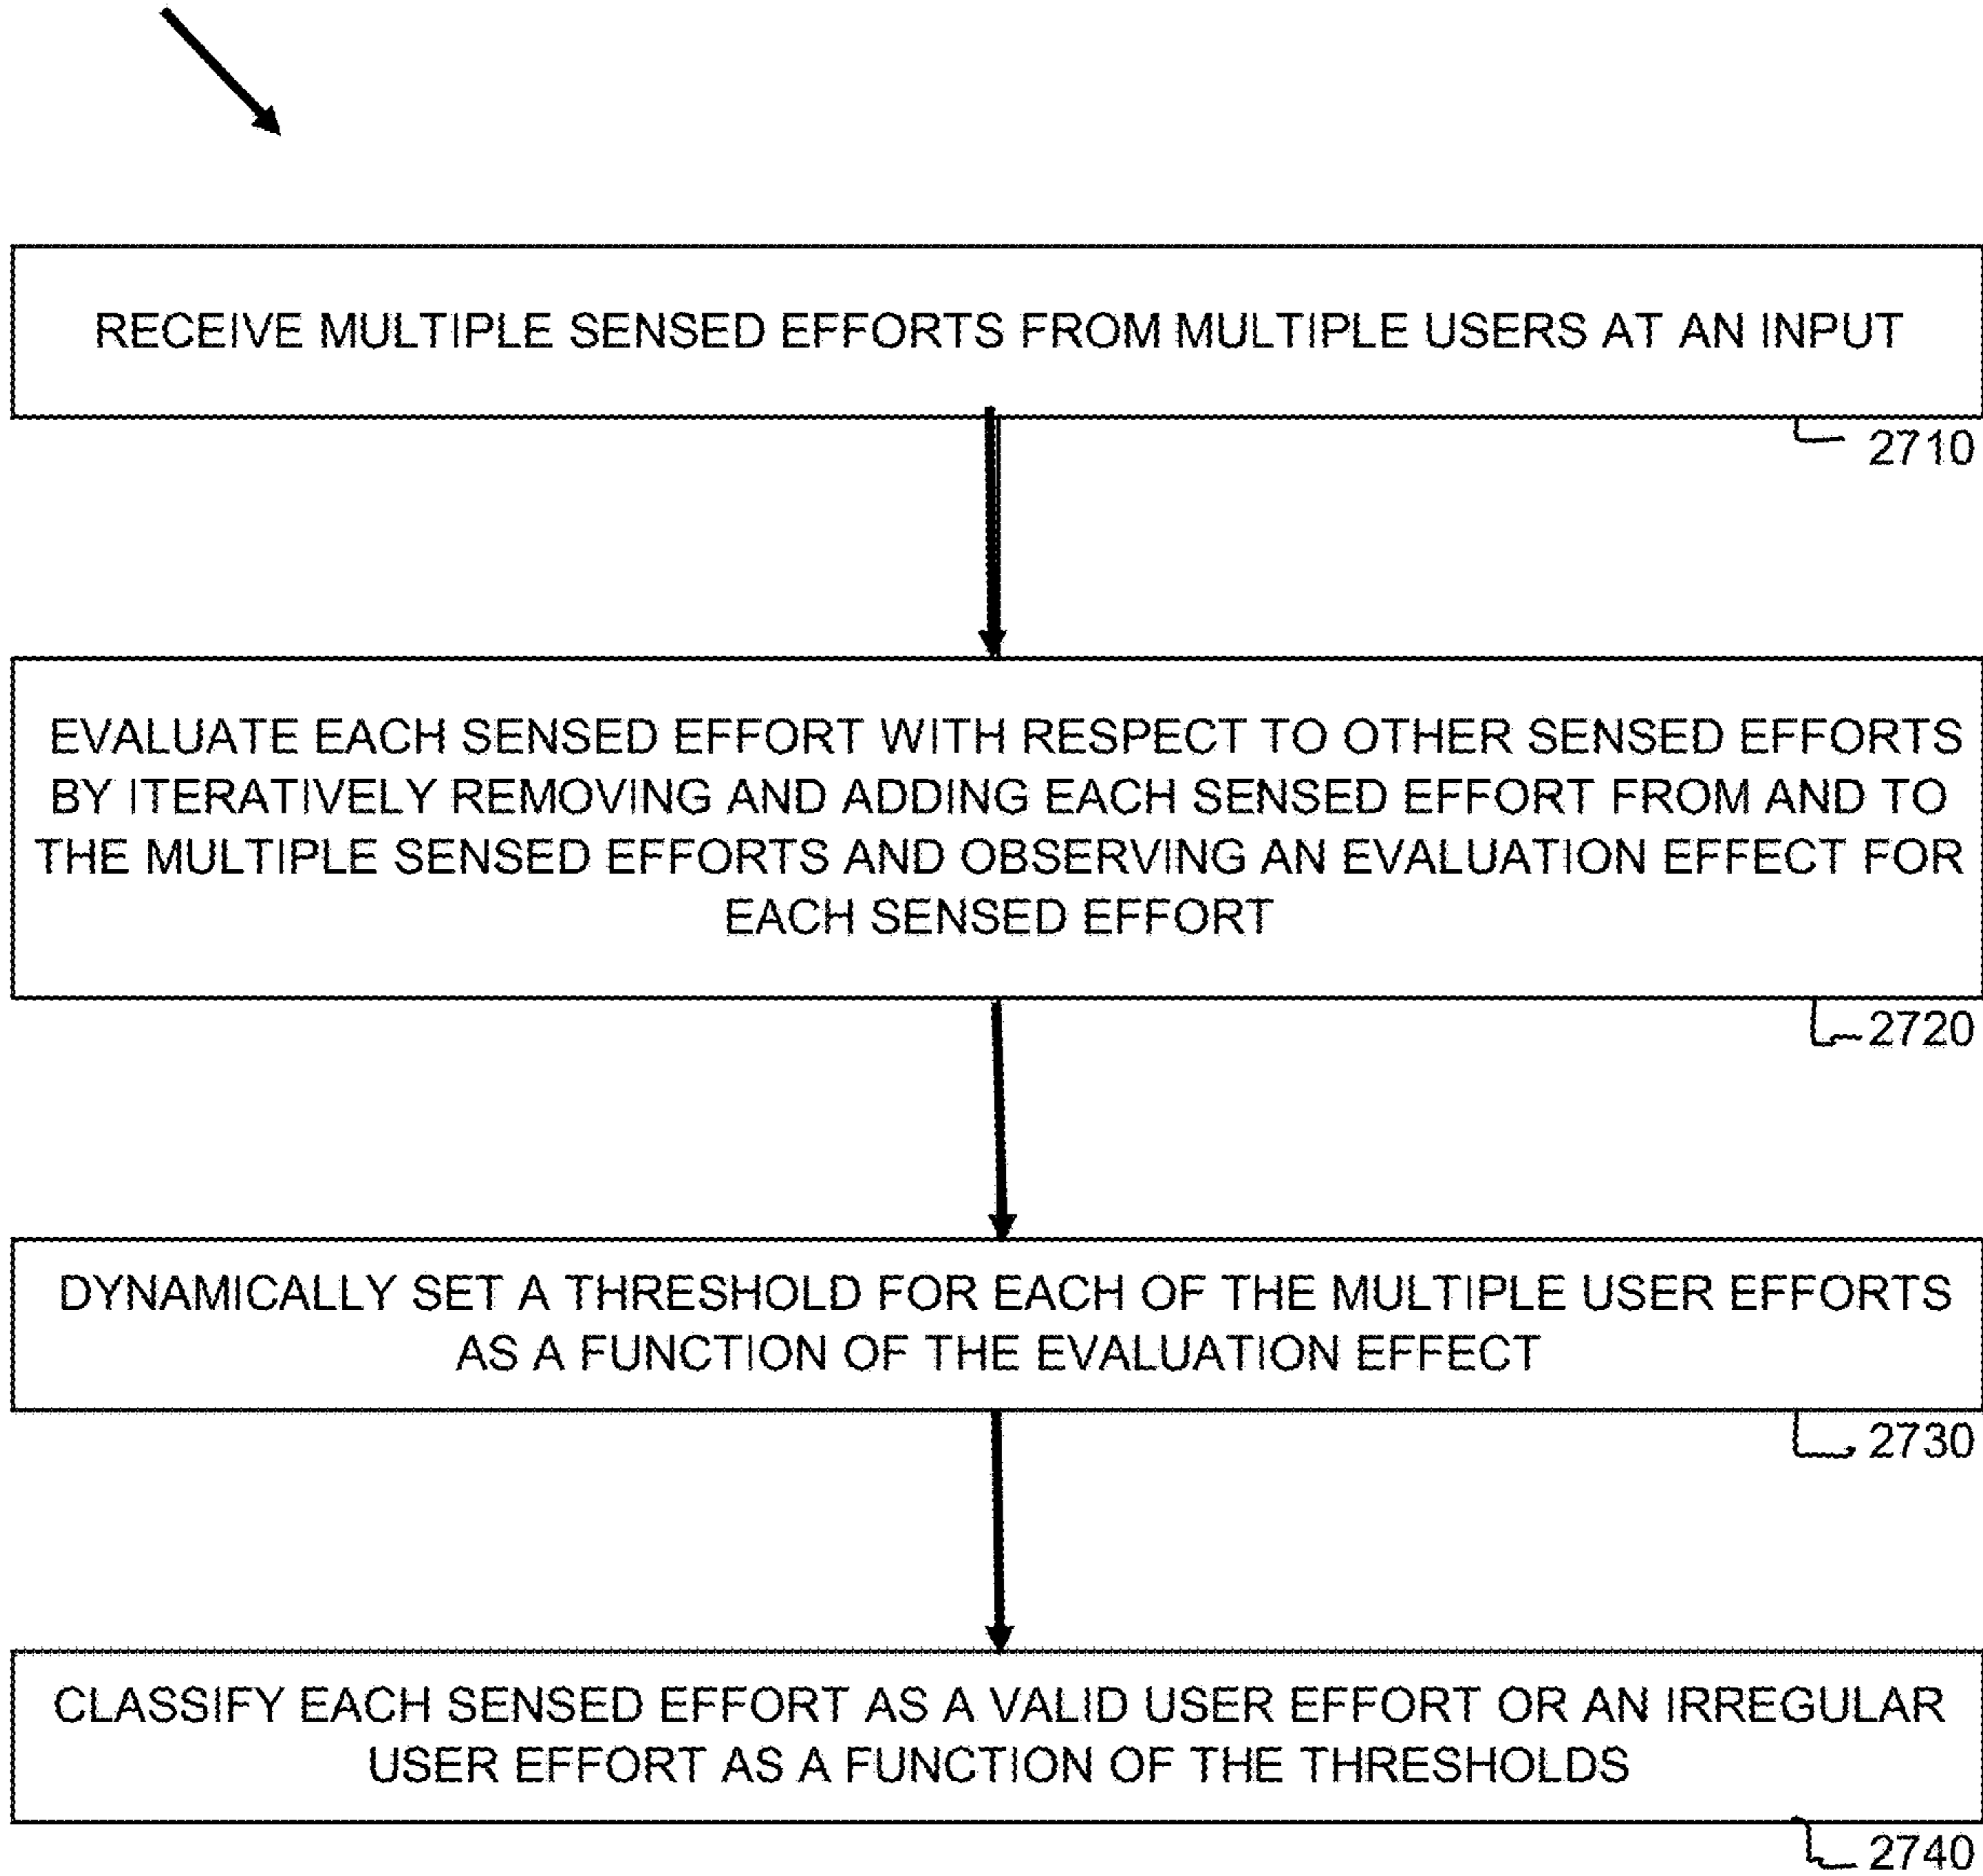 RECEIVE MULTIPLE SENSED EFFORTS FROM MULTIPLE USERS AT AN INPUT
2710
EVALUATE EACH SENSED EFFORT WITH RESPECT TO OTHER SENSED EFFORTS
BY ITERATIVELY REMOVING AND ADDING EACH SENSED EFFORT FROM AND TO
THE MULTIPLE SENSED EFFORTS AND OBSERVING AN EVALUATION EFFECT FOR
EACH SENSED EFFORT
2720
DYNAMICALLY SET A THRESHOLD FOR EACH OF THE MULTIPLE USER EFFORTS
AS A FUNCTION OF THE EVALUATION EFFECT
2730
CLASSIFY EACH SENSED EFFORT AS A VALID USER EFFORT OR AN IRREGULAR
USER EFFORT AS A FUNCTION OF THE THRESHOLDS
2740